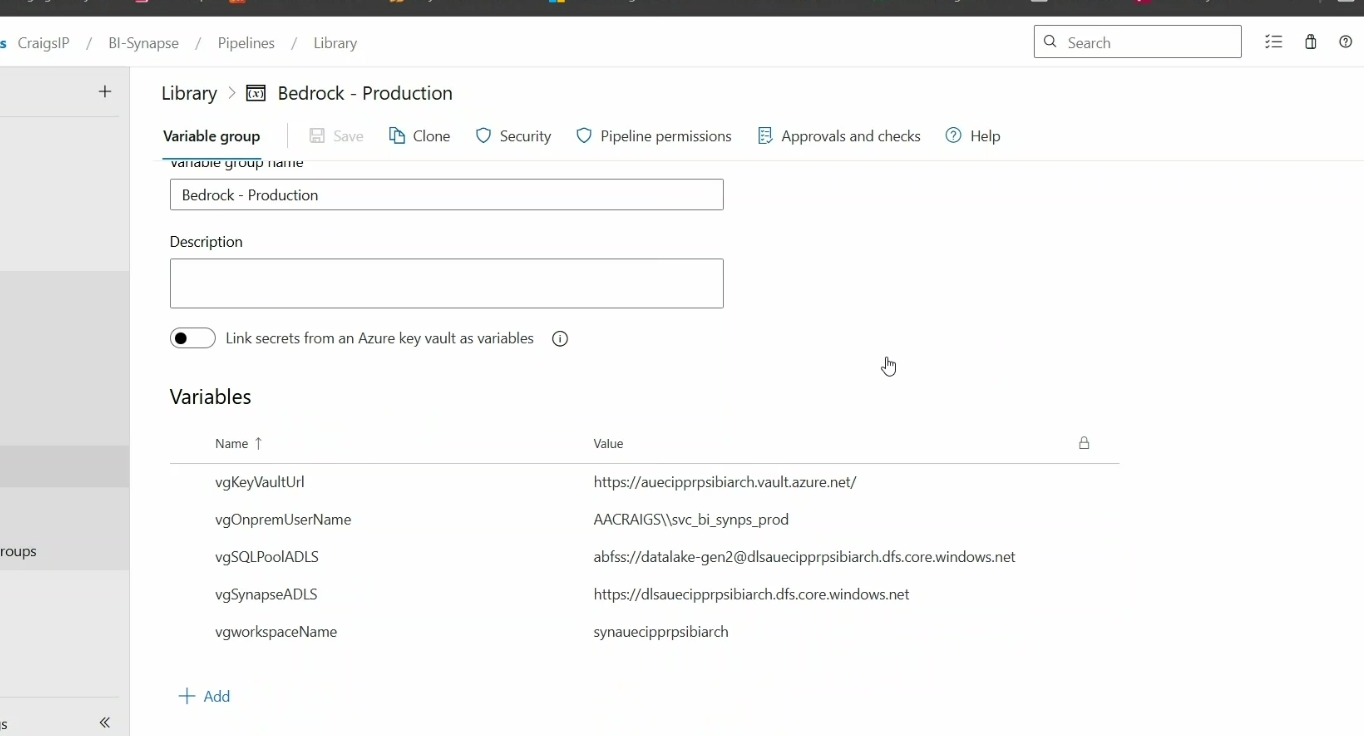 CraigsIP / BI-Synapse / Pipelines / Library
Search
Library > Bedrock - Production
Variable group
Save
Clone
Security
Pipeline permissions
Approvals and checks
Help
Variable group name
Bedrock - Production
Description
Link secrets from an Azure key vault as variables
Variables
Name ↑ Value
vgKeyVaultUrl https://auecipprpsibiarch.vault.azure.net/
vgOnpremUserName AACRAIGS\\svc_bi_synps_prod
vgSQLPoolADLS abfss://datalake-gen2@dlsauecipprpsibiarch.dfs.core.windows.net
vgSynapseADLS https://dlsauecipprpsibiarch.dfs.core.windows.net
vgworkspaceName synauecipprpsibiarch
+ Add
roups